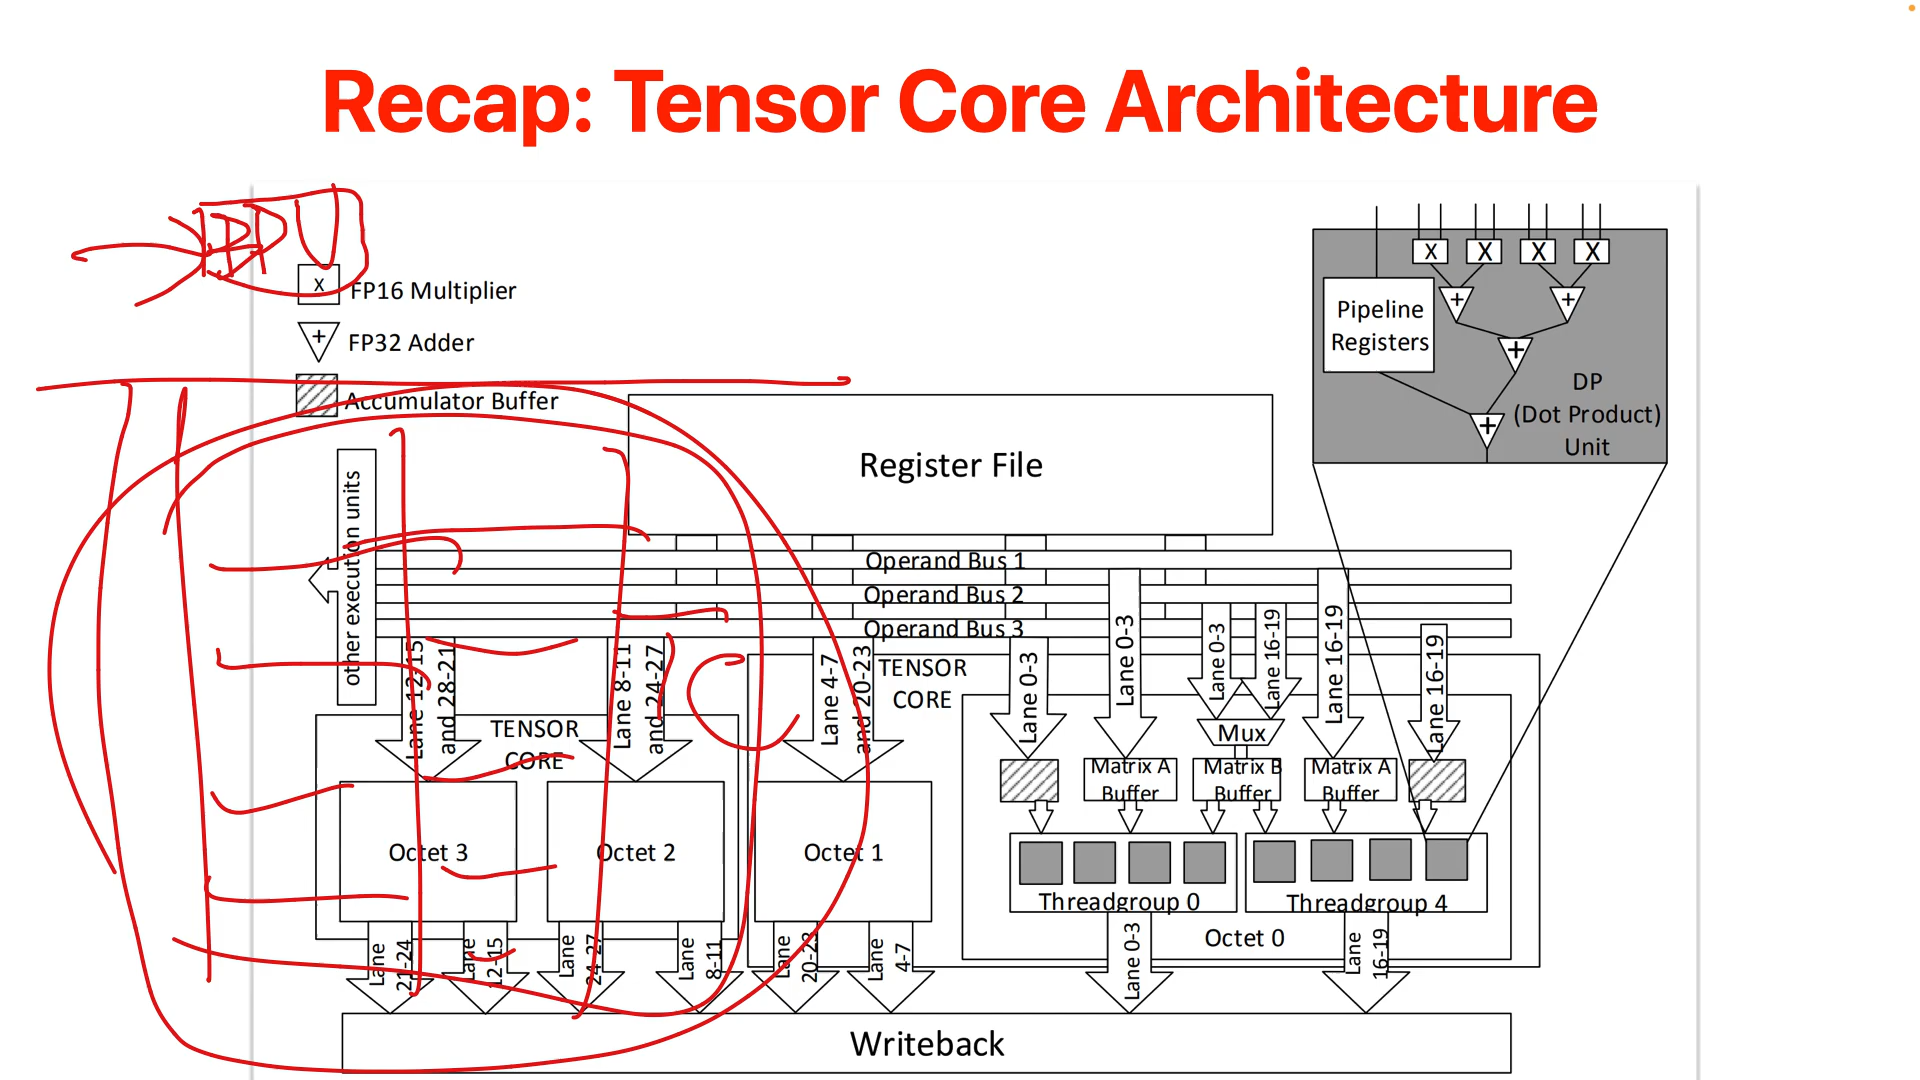 Recap: Tensor Core Architecture
DPU
x FP16 Multiplier
+ FP32 Adder
Accumulator Buffer
X X X X
Pipeline
Registers
+ +
+
+
DP
(Dot Product)
Unit
Register File
other execution units
Operand Bus 1
Operand Bus 2
Operand Bus 3
Lane 12-15
and 28-21
Lane 8-11
and 24-27
Lane 4-7
and 20-23
TENSOR
CORE
TENSOR
CORE
Lane 0-3
Lane 0-3
Lane 0-3
Lane 16-19
Lane 16-19
Lane 16-19
Mux
Matrix A
Buffer
Matrix B
Buffer
Matrix A
Buffer
Octet 3
Octet 2
Octet 1
Threadgroup 0
Threadgroup 4
Octet 0
Lane
21-24
Lane
12-15
Lane
24-27
Lane
8-11
Lane
20-23
Lane
4-7
Lane 0-3
Lane
16-19
Writeback